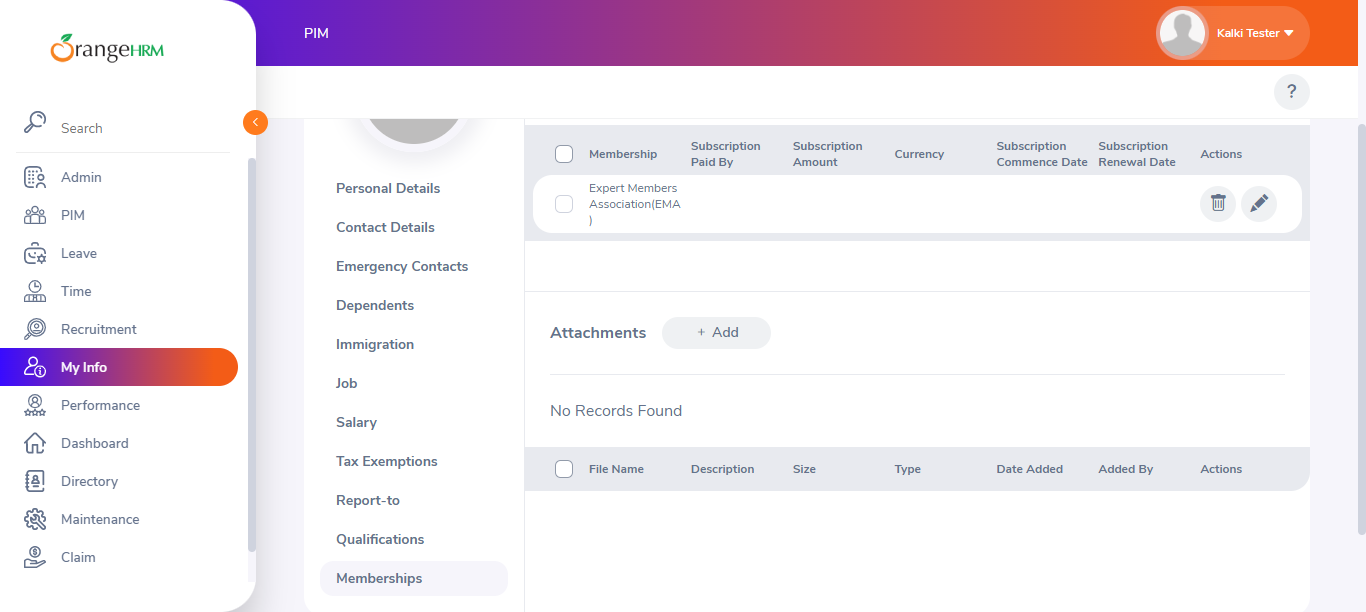 OrangeHRM
PIM
Kalki Tester
?
Search
Admin
PIM
Leave
Time
Recruitment
My Info
Performance
Dashboard
Directory
Maintenance
Claim
Personal Details
Contact Details
Emergency Contacts
Dependents
Immigration
Job
Salary
Tax Exemptions
Report-to
Qualifications
Memberships
Membership
Subscription
Paid By
Subscription
Amount
Currency
Subscription
Commence Date
Subscription
Renewal Date
Actions
Expert Members
Association(EMA
)
Attachments
+ Add
No Records Found
File Name
Description
Size
Type
Date Added
Added By
Actions